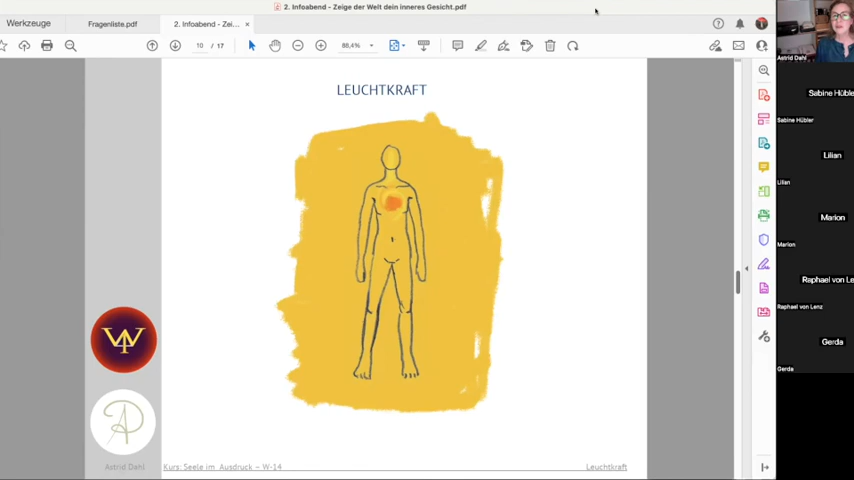 2. Infoabend - Zeige der Welt dein inneres Gesicht.pdf
Werkzeuge
Fragenliste.pdf
2. Infoabend - Zei... ×
10 / 17
88,4%
LEUCHTKRAFT
Astrid Dahl
Kurs: Seele im Ausdruck – W-14
Leuchtkraft
Astrid Dahl
Sabine Hübler
Sabine Hübler
Lilian
Lilian
Marion
Marion
Raphael von Le
Raphael von Lenz
Gerda
Gerda